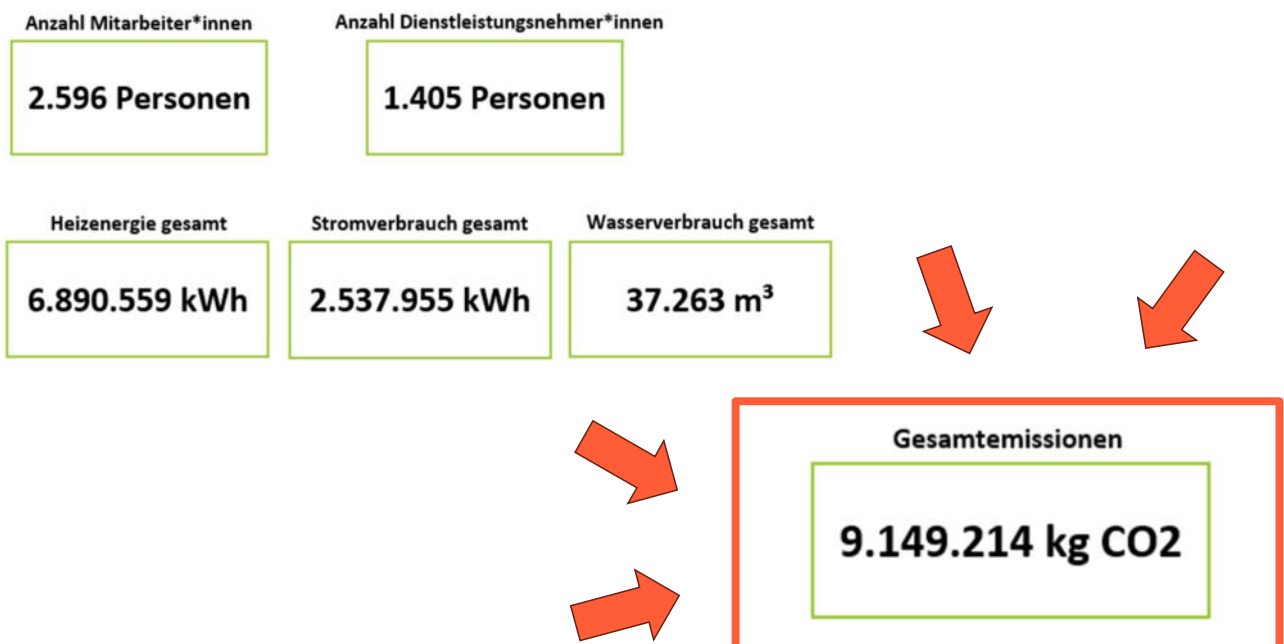 Anzahl Mitarbeiter*innen
Anzahl Dienstleistungsnehmer*innen
2.596 Personen
1.405 Personen
Heizenergie gesamt
Stromverbrauch gesamt
Wasserverbrauch gesamt
6.890.559 kWh
2.537.955 kWh
37.263 m³
Gesamtemissionen
9.149.214 kg CO2